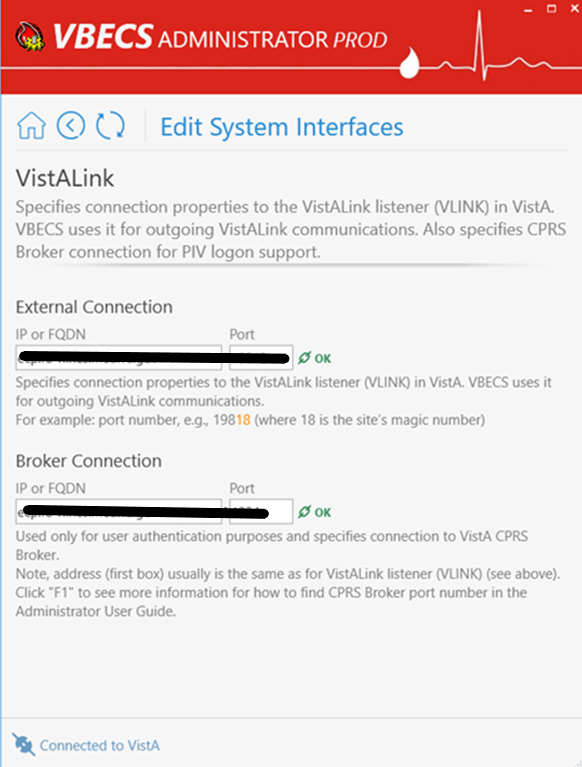 VBECS ADMINISTRATOR PROD
Edit System Interfaces
VistALink
Specifies connection properties to the VistALink listener (VLINK) in VistA.
VBECS uses it for outgoing VistALink communications. Also specifies CPRS
Broker connection for PIV logon support.
External Connection
IP or FQDN Port
OK
Specifies connection properties to the VistALink listener (VLINK) in VistA. VBECS uses it
for outgoing VistALink communications.
For example: port number, e.g., 19818 (where 18 is the site's magic number)
Broker Connection
IP or FQDN Port
OK
Used only for user authentication purposes and specifies connection to VistA CPRS
Broker.
Note, address (first box) usually is the same as for VistALink listener (VLINK) (see above).
Click "F1" to see more information for how to find CPRS Broker port number in the
Administrator User Guide.
Connected to VistA